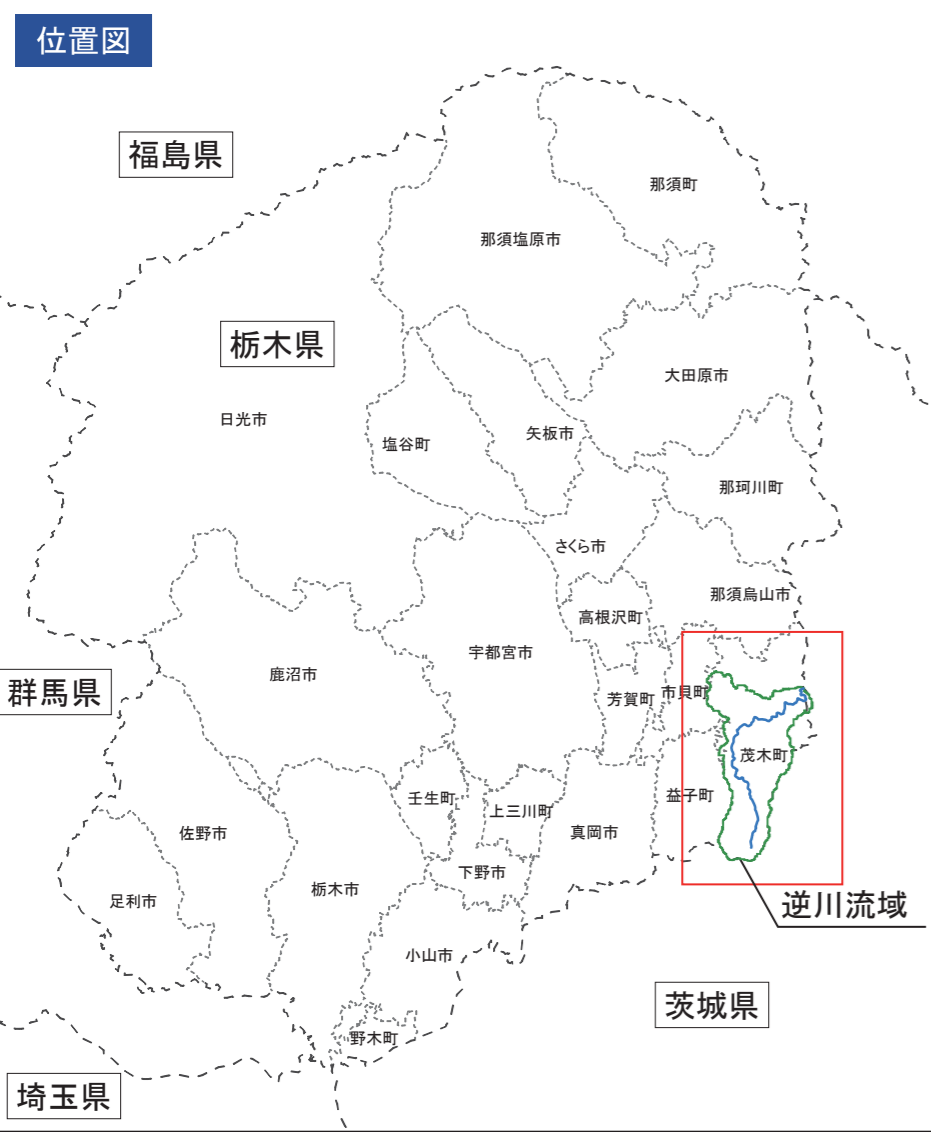 位置図
福島県
那須町
那須塩原市
栃木県
大田原市
日光市
矢板市
塩谷町
那珂川町
さくら市
那須烏山市
高根沢町
宇都宮市
鹿沼市
群馬県
芳賀町
市貝町
茂木町
益子町
壬生町
上三川町
真岡市
佐野市
下野市
栃木市
足利市
逆川流域
小山市
茨城県
野木町
埼玉県